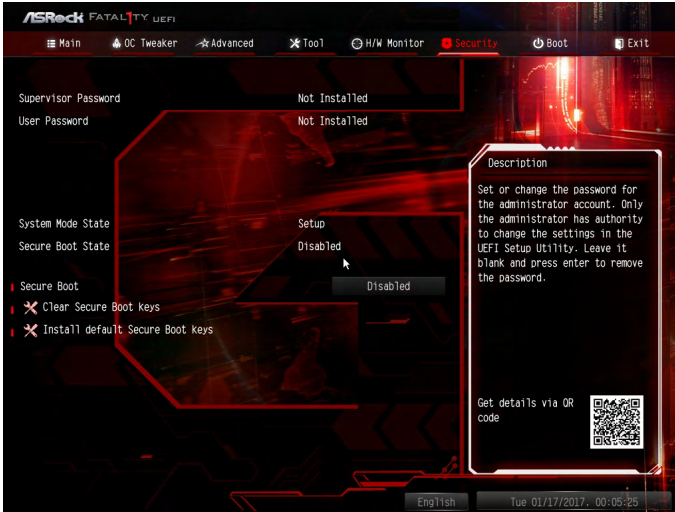 ASRock FATAL1TY UEFI
Main OC Tweaker Advanced Tool H/W Monitor Security Boot Exit
Supervisor Password Not Installed
User Password Not Installed
System Mode State Setup
Secure Boot State Disabled
Secure Boot Disabled
Clear Secure Boot keys
Install default Secure Boot keys
Description
Set or change the password for
the administrator account. Only
the administrator has authority
to change the settings in the
UEFI Setup Utility. Leave it
blank and press enter to remove
the password.
Get details via QR
code
English Tue 01/17/2017. 00:05:25